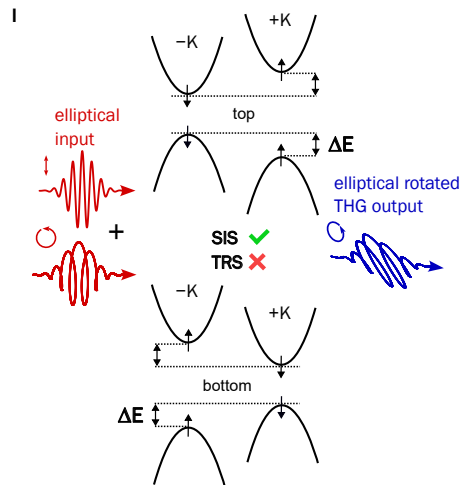 I
−K
+K
top
elliptical
input
ΔE
elliptical rotated
THG output
+
SIS
TRS
−K
+K
bottom
ΔE